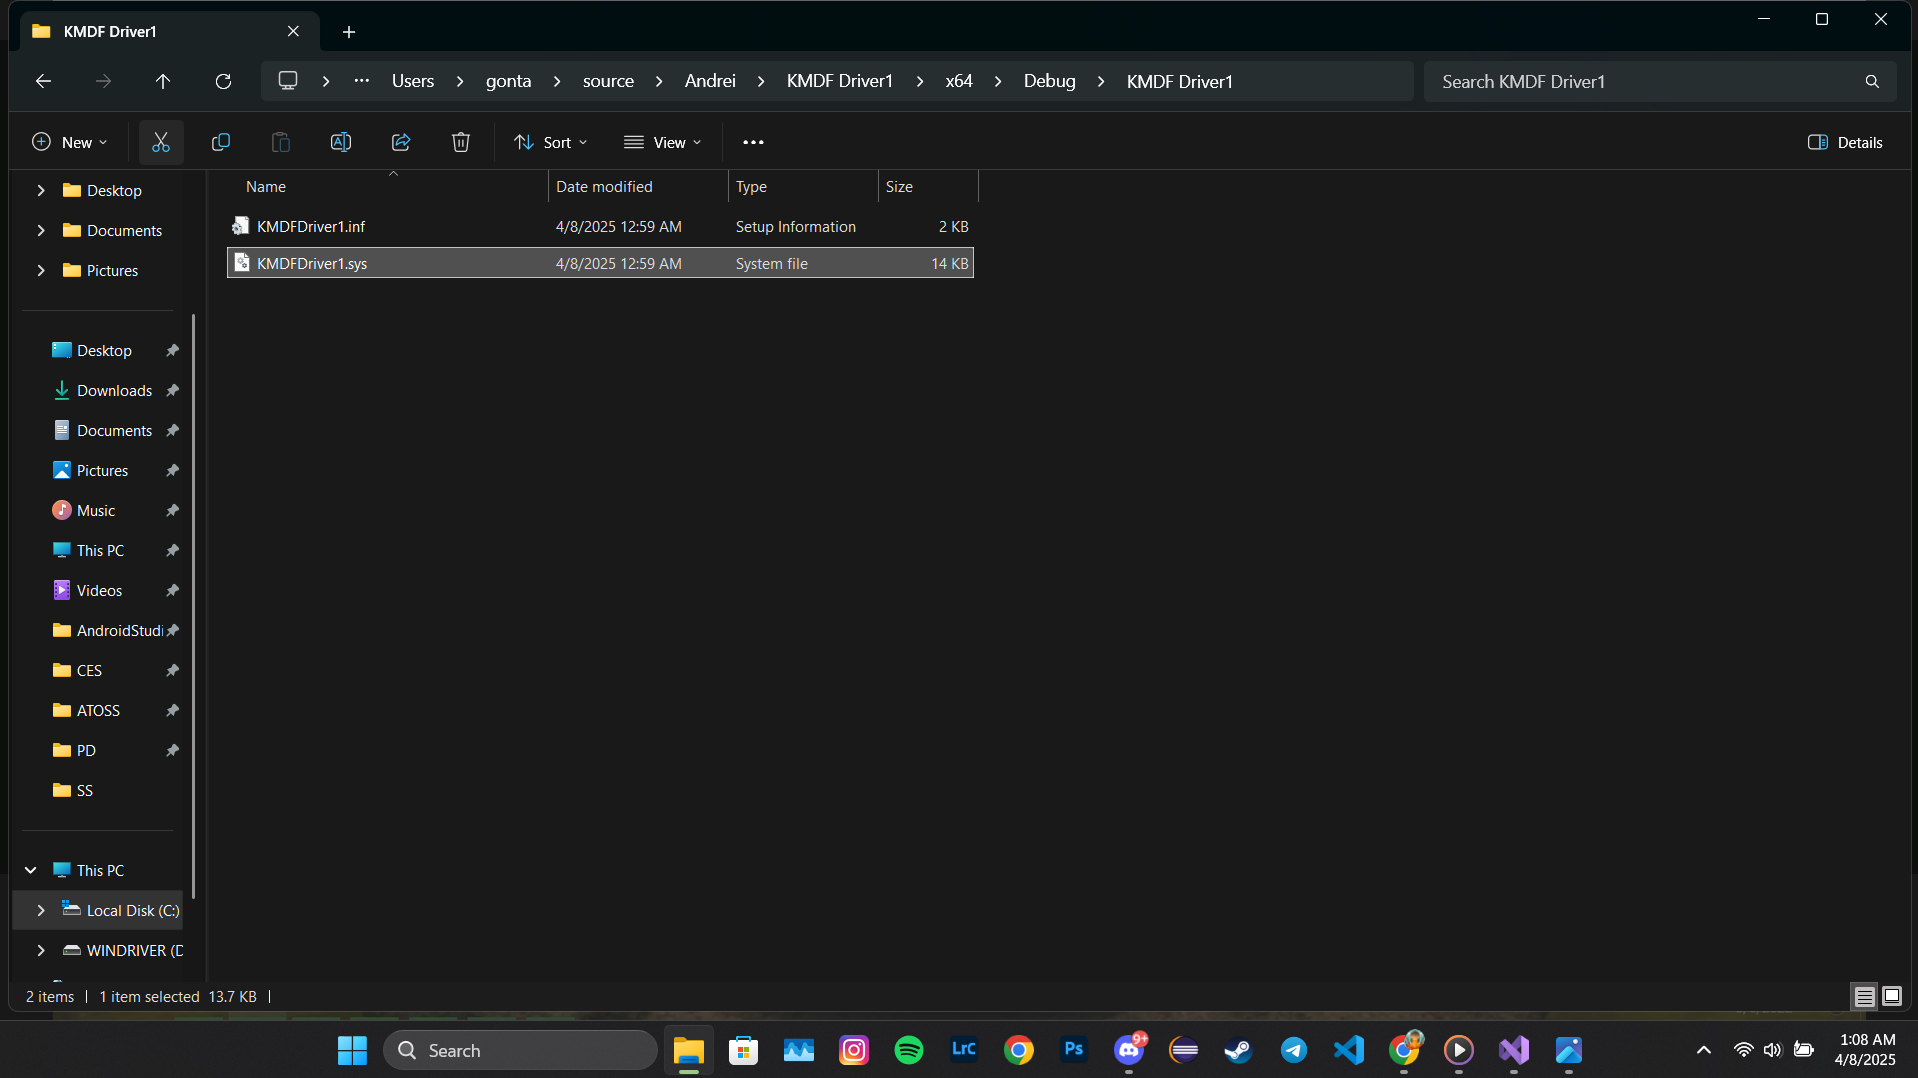 KMDF Driver1
Users
gonta
source
Andrei
KMDF Driver1
x64
Debug
KMDF Driver1
Search KMDF Driver1
New
Sort
View
Details
Name
Date modified
Type
Size
KMDFDriver1.inf 4/8/2025 12:59 AM Setup Information 2 KB
KMDFDriver1.sys 4/8/2025 12:59 AM System file 14 KB
Desktop
Documents
Pictures
Desktop
Downloads
Documents
Pictures
Music
This PC
Videos
AndroidStudi
CES
ATOSS
PD
SS
This PC
Local Disk (C:)
WINDRIVER (D
2 items | 1 item selected 13.7 KB |
Search
LrC
Ps
9+
1:08 AM
4/8/2025